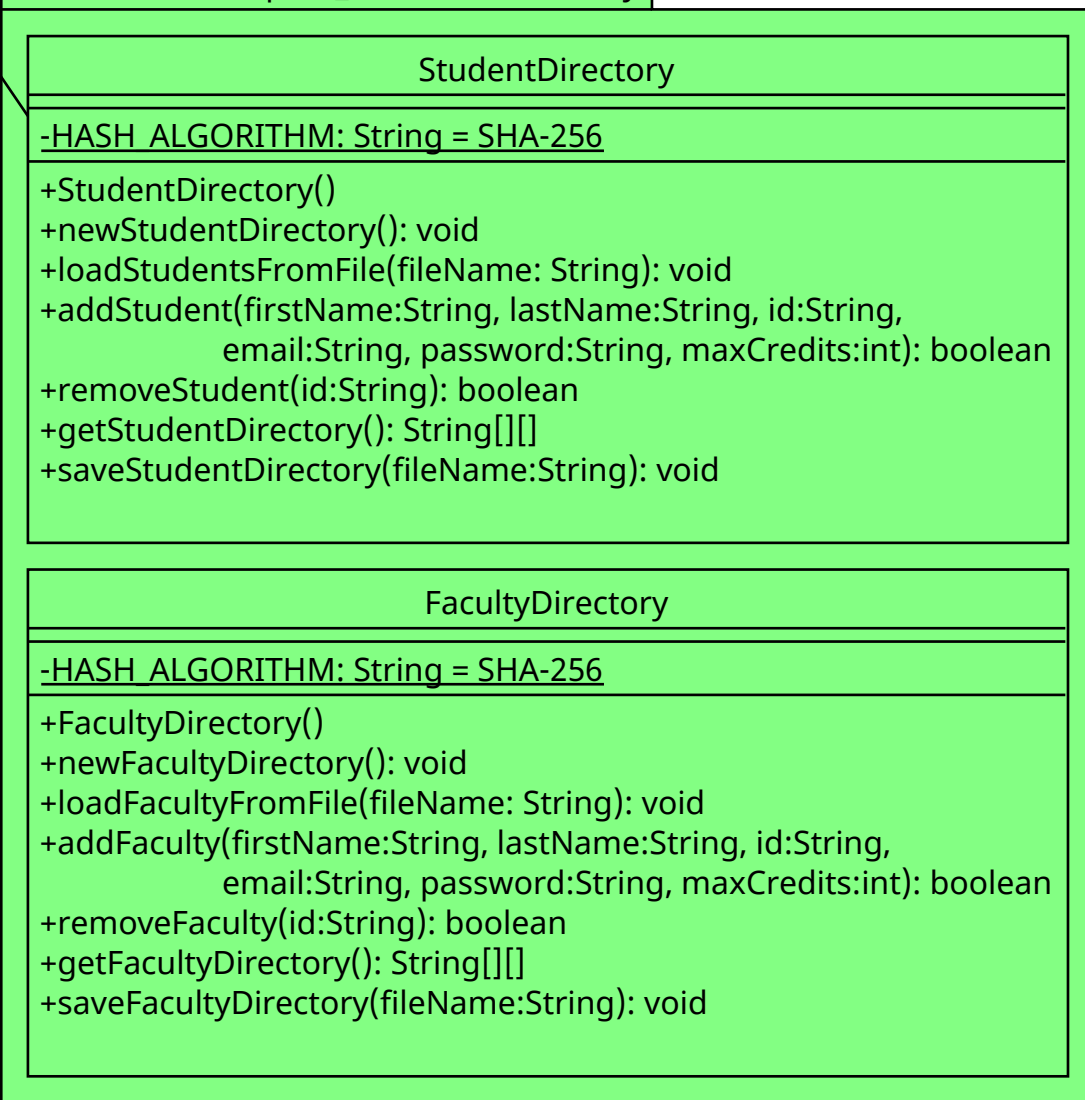 StudentDirectory
-HASH_ALGORITHM: String = SHA-256
+StudentDirectory()
+newStudentDirectory(): void
+loadStudentsFromFile(fileName: String): void
+addStudent(firstName:String, lastName:String, id:String,
email:String, password:String, maxCredits:int): boolean
+removeStudent(id:String): boolean
+getStudentDirectory(): String[][]
+saveStudentDirectory(fileName:String): void
FacultyDirectory
-HASH_ALGORITHM: String = SHA-256
+FacultyDirectory()
+newFacultyDirectory(): void
+loadFacultyFromFile(fileName: String): void
+addFaculty(firstName:String, lastName:String, id:String,
email:String, password:String, maxCredits:int): boolean
+removeFaculty(id:String): boolean
+getFacultyDirectory(): String[][]
+saveFacultyDirectory(fileName:String): void